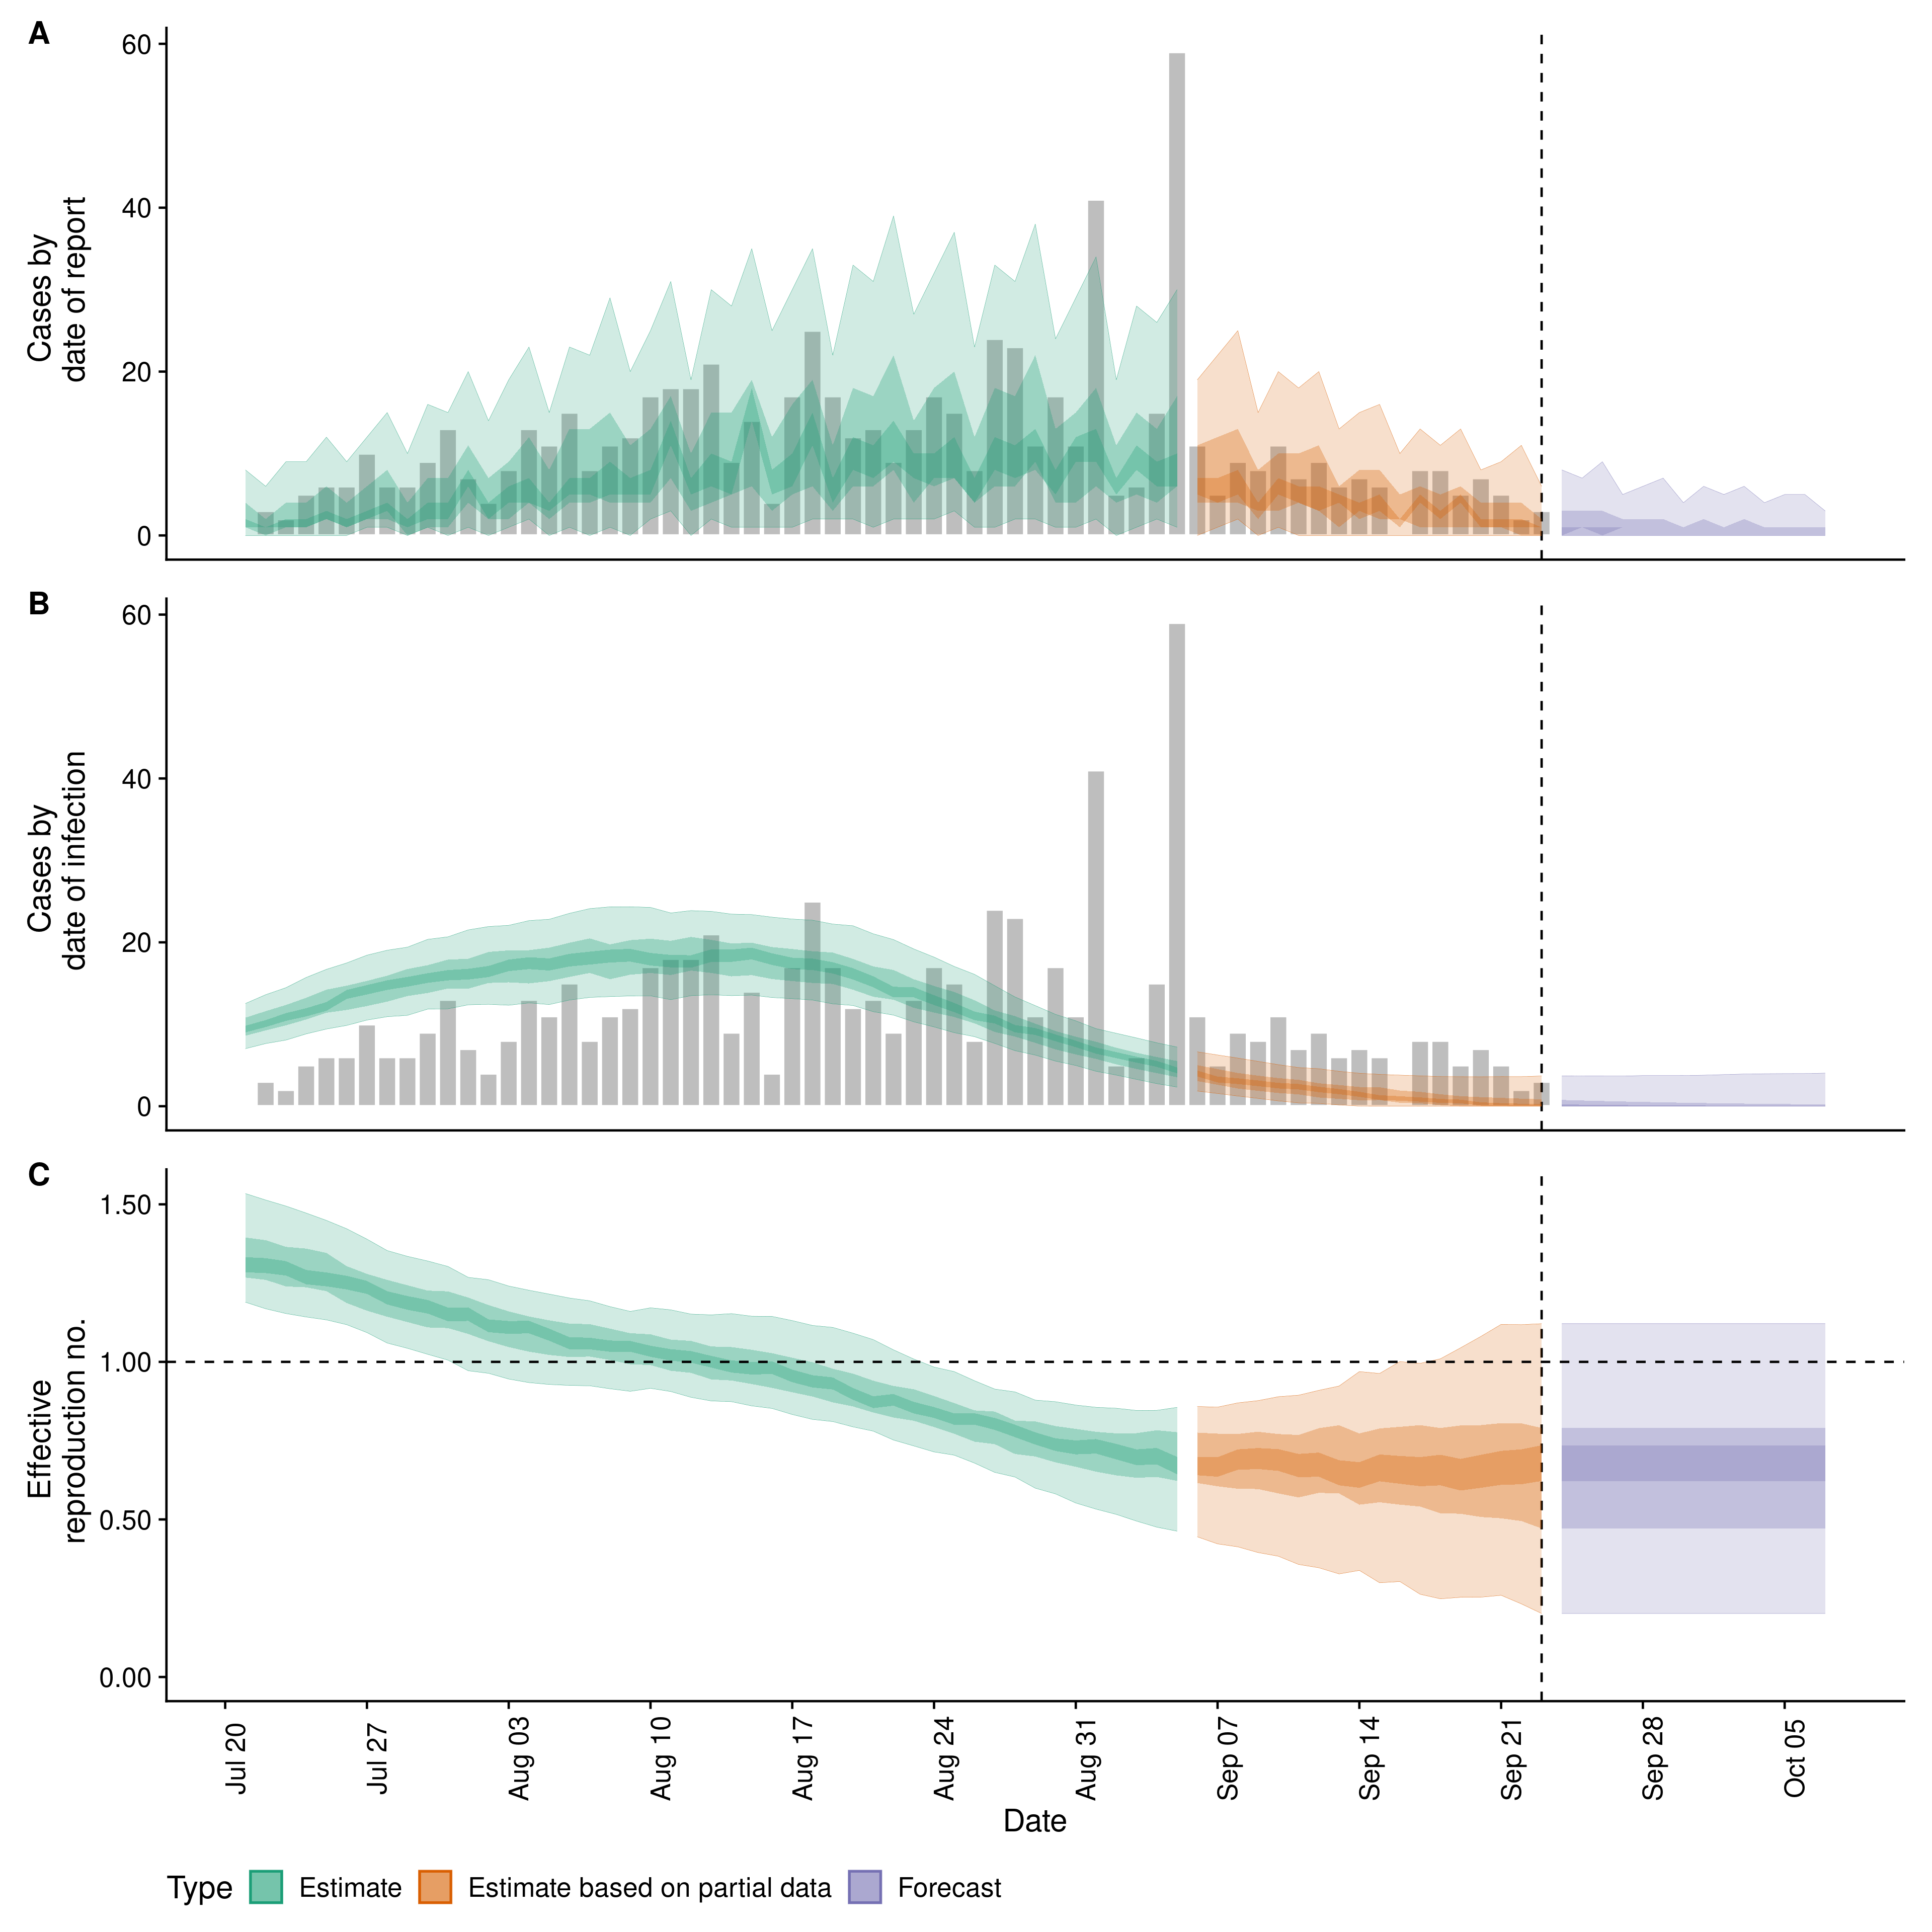 A
60
40
20
0
Cases by
date of report
B
60
40
20
0
Cases by
date of infection
C
1.50
1.00
0.50
0.00
Effective
reproduction no.
Jul 20
Jul 27
Aug 03
Aug 10
Aug 17
Aug 24
Aug 31
Sep 07
Sep 14
Sep 21
Sep 28
Oct 05
Date
Type Estimate Estimate based on partial data Forecast